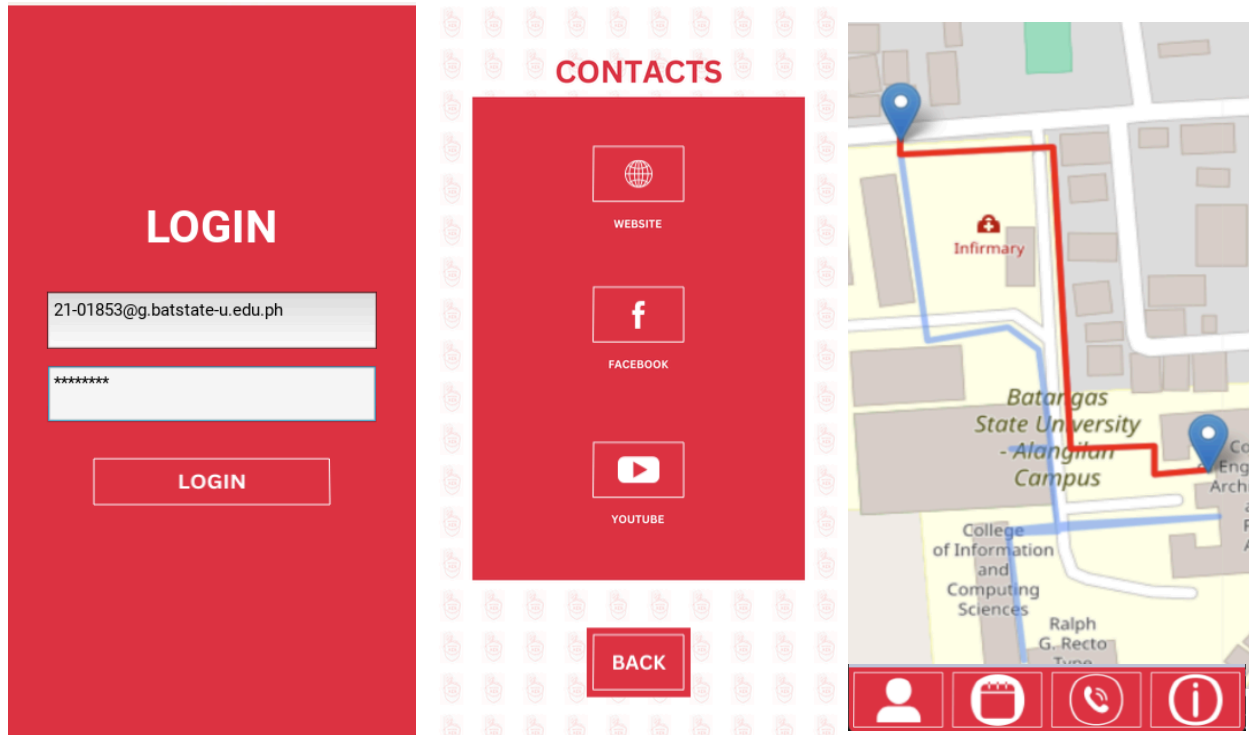 LOGIN
21-01853@g.batstate-u.edu.ph
********
LOGIN
CONTACTS
WEBSITE
f
FACEBOOK
YOUTUBE
BACK
Infirmary
Batangas
State University
- Alangilan
Campus
College
of Information
and
Computing
Sciences
Ralph
G. Recto